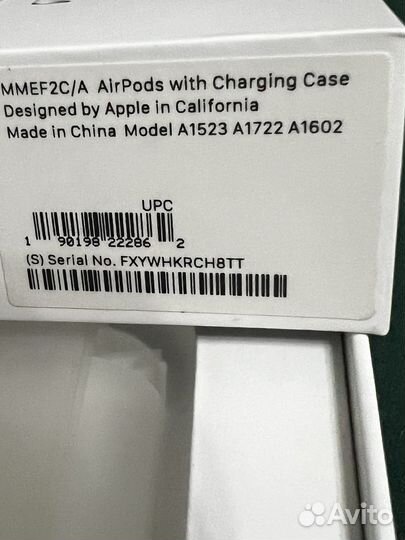 MMEF2C/A AirPods with Charging Case
Designed by Apple in California
Made in China Model A1523 A1722 A1602
UPC
1 90198 22286 2
(S) Serial No. FXYWHKRCH8TT
Avito